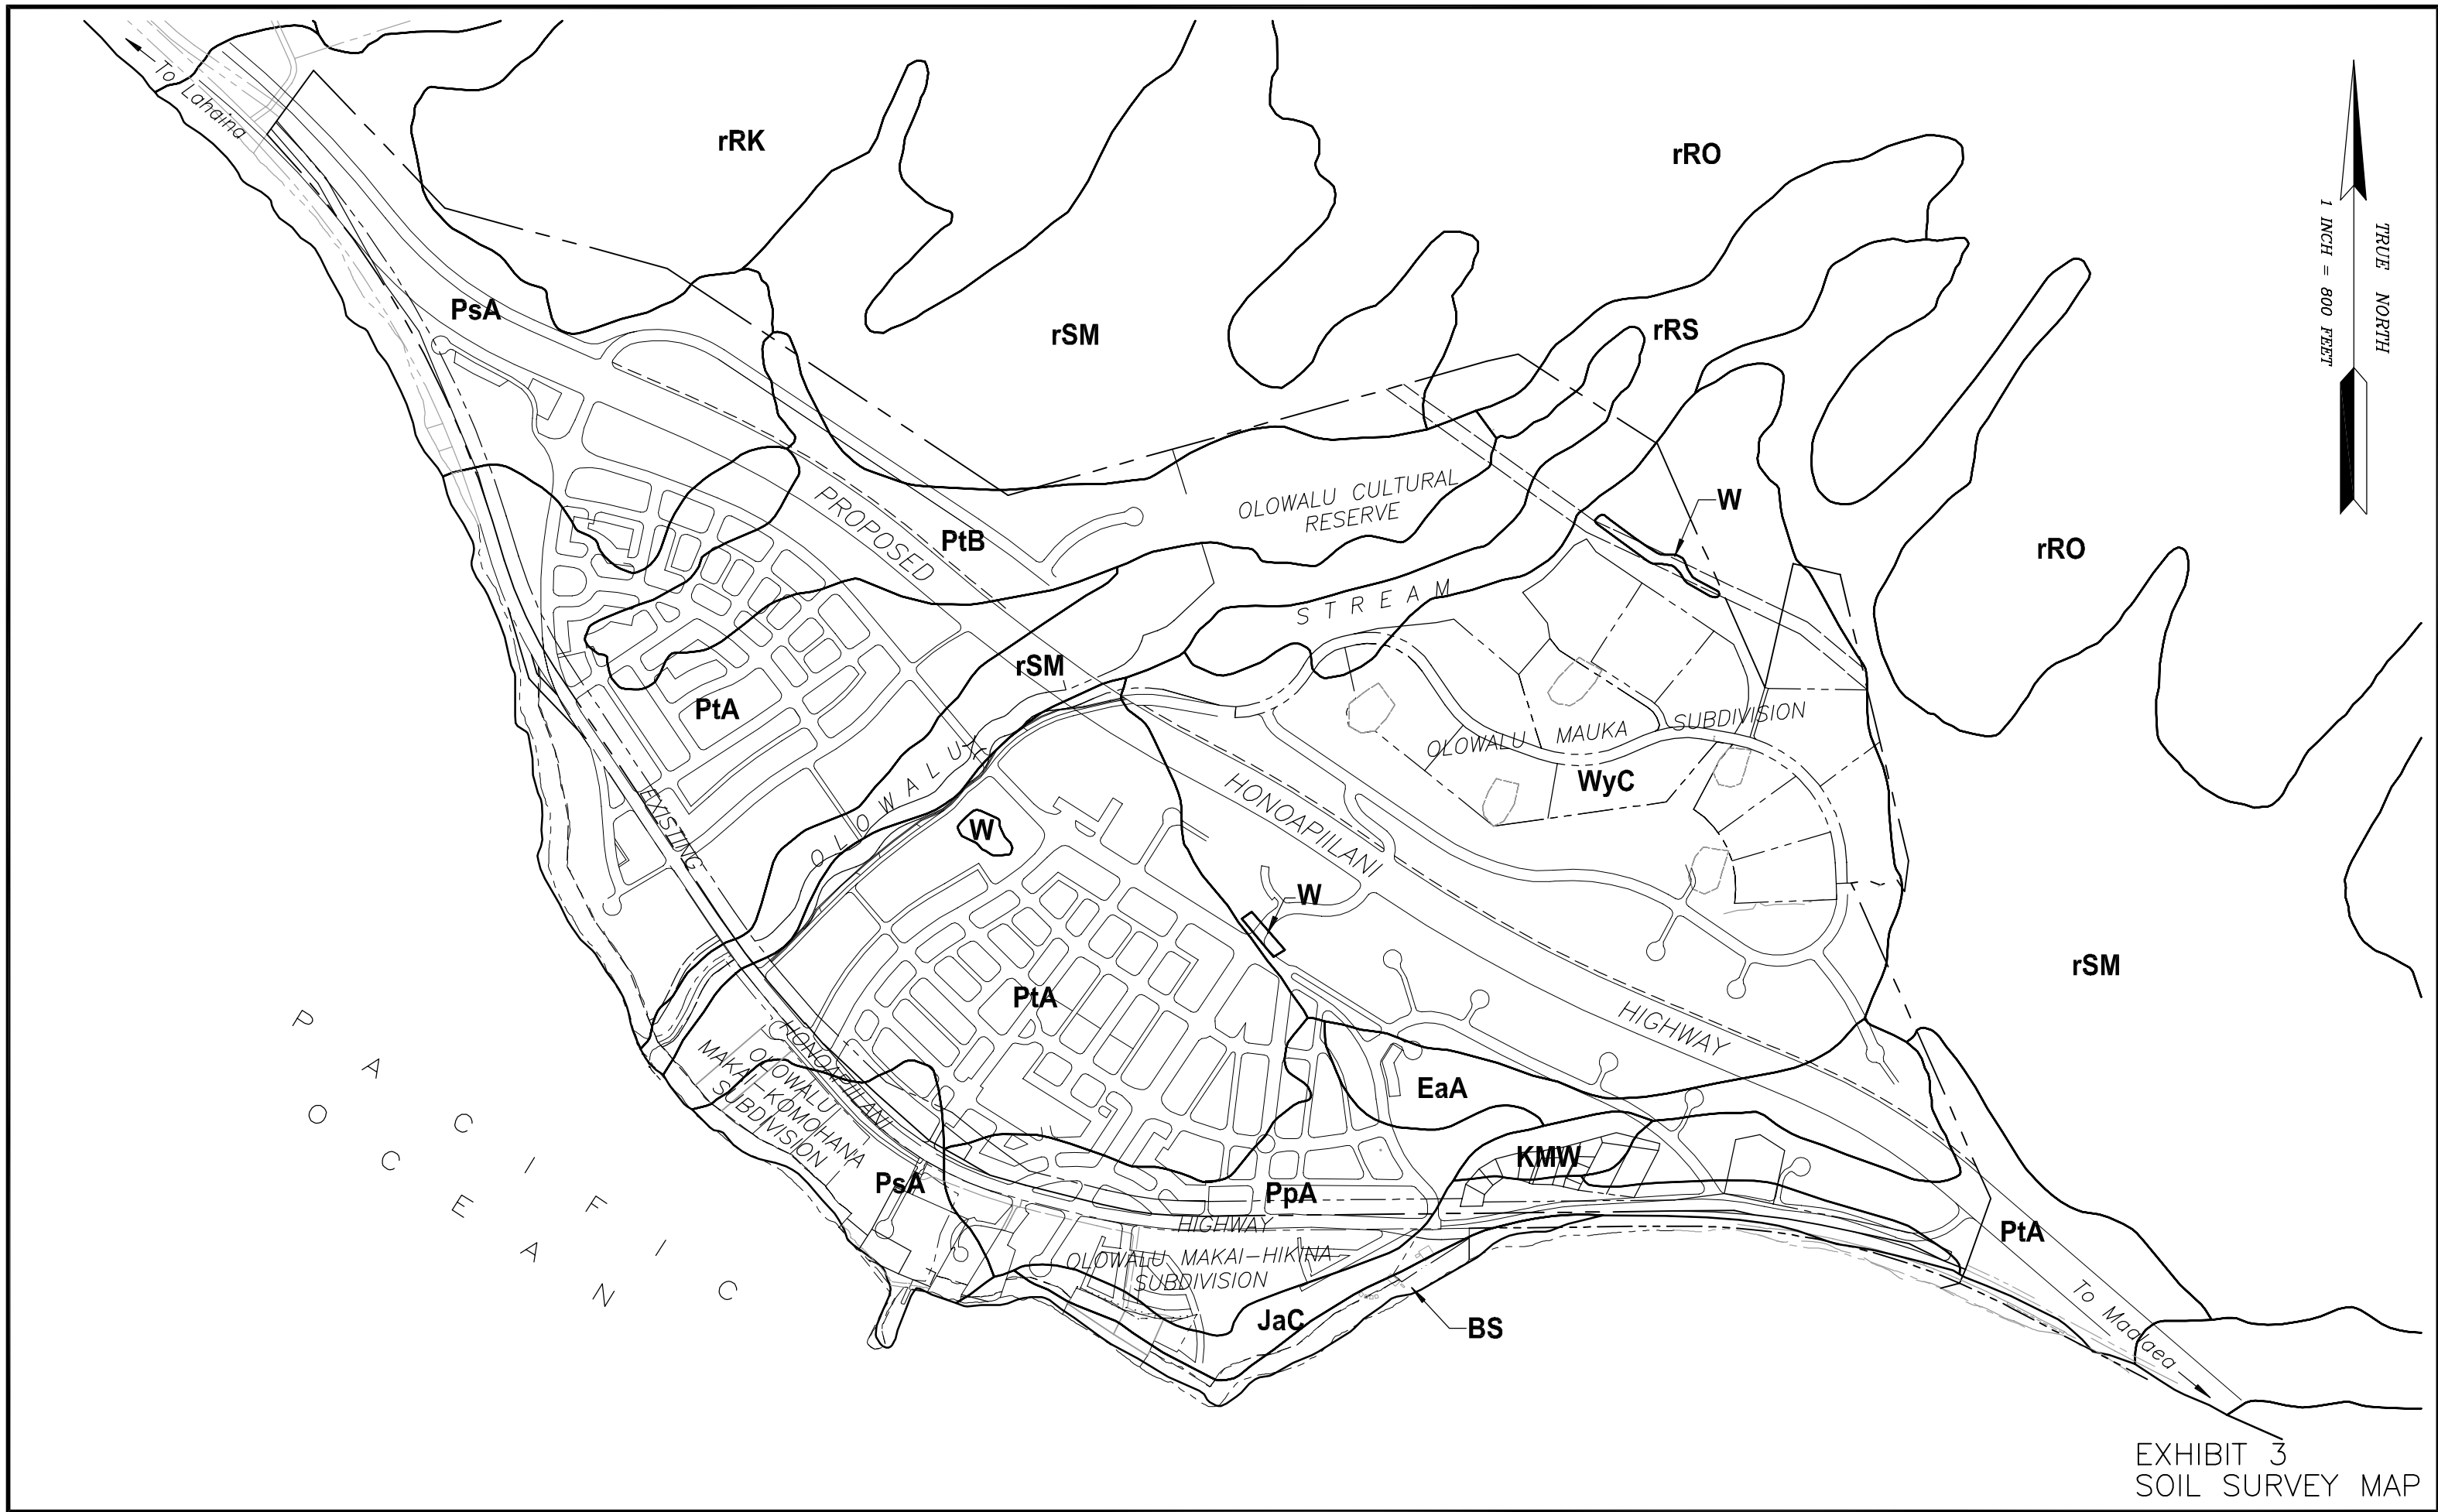 To Lahaina
rRK
rRO
TRUE NORTH
1 INCH = 800 FEET
PsA
rSM
rRS
W
OLOWALU CULTURAL
RESERVE
PROPOSED
PtB
rRO
STREAM
rSM
PtA
OLOWALU MAUKA SUBDIVISION
WyC
HONOAPIILANI
EXISTING
OLOWALU
W
W
rSM
PtA
HIGHWAY
PACIFIC
OCEAN
HONOAPIILANI
OLOWALU
MAKAI-KOMOHANA
SUBDIVISION
EaA
KMW
PsA
PpA
HIGHWAY
OLOWALU MAKAI-HIKINA
SUBDIVISION
PtA
JaC
BS
To Maalaea
EXHIBIT 3
SOIL SURVEY MAP